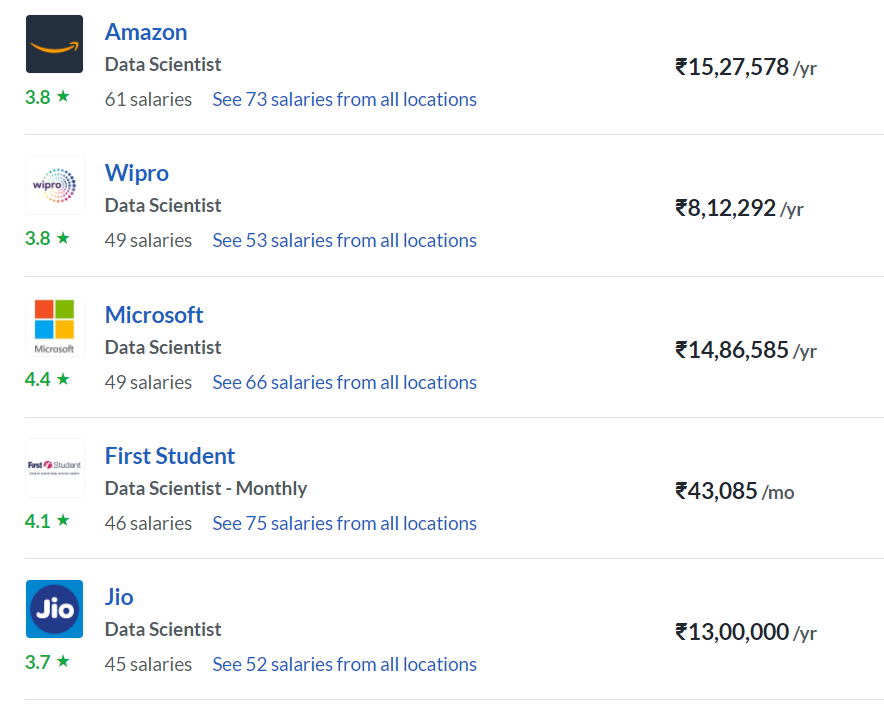 Amazon
Data Scientist
₹15,27,578 /yr
3.8 ★ 61 salaries See 73 salaries from all locations
wipro
Wipro
Data Scientist
₹8,12,292 /yr
3.8 ★ 49 salaries See 53 salaries from all locations
Microsoft
Microsoft
Data Scientist
₹14,86,585 /yr
4.4 ★ 49 salaries See 66 salaries from all locations
First Student
First Student
Data Scientist - Monthly
₹43,085 /mo
4.1 ★ 46 salaries See 75 salaries from all locations
Jio
Jio
Data Scientist
₹13,00,000 /yr
3.7 ★ 45 salaries See 52 salaries from all locations